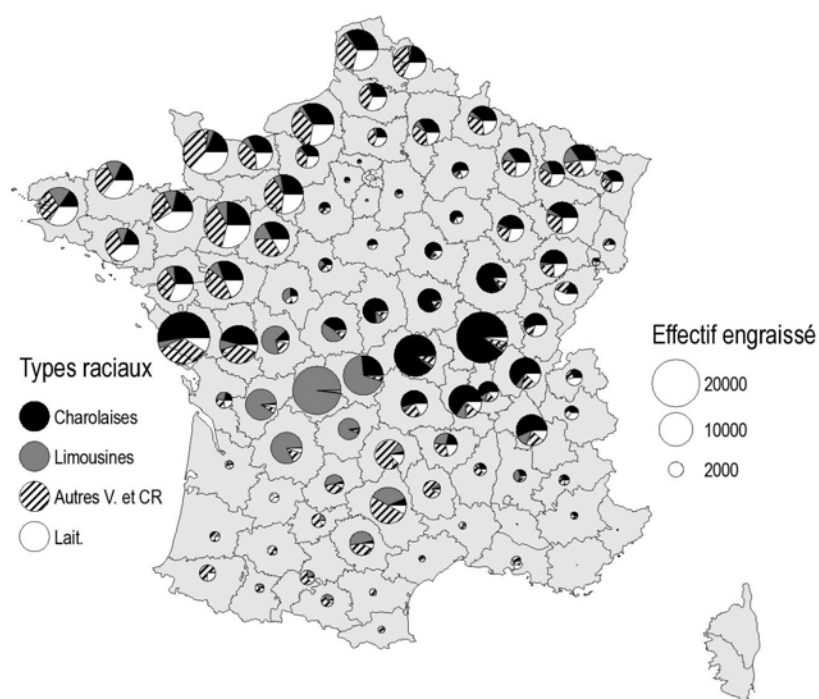 Types raciaux
Charolaises
Limousines
Autres V. et CR
Lait.
Effectif engraissé
20000
10000
2000